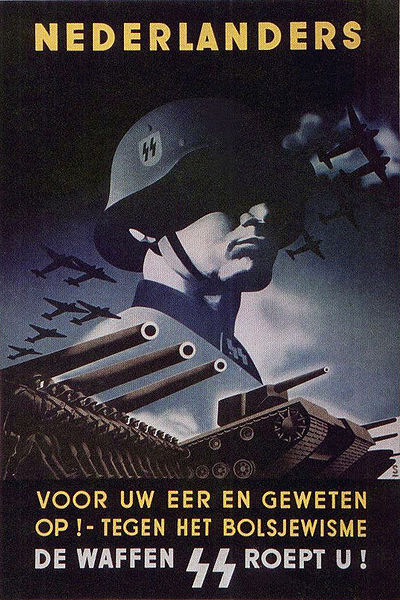 NEDERLANDERS
VOOR UW EER EN GEWETEN
OP!- TEGEN HET BOLSJEWISME
DE WAFFEN SS ROEPT U!